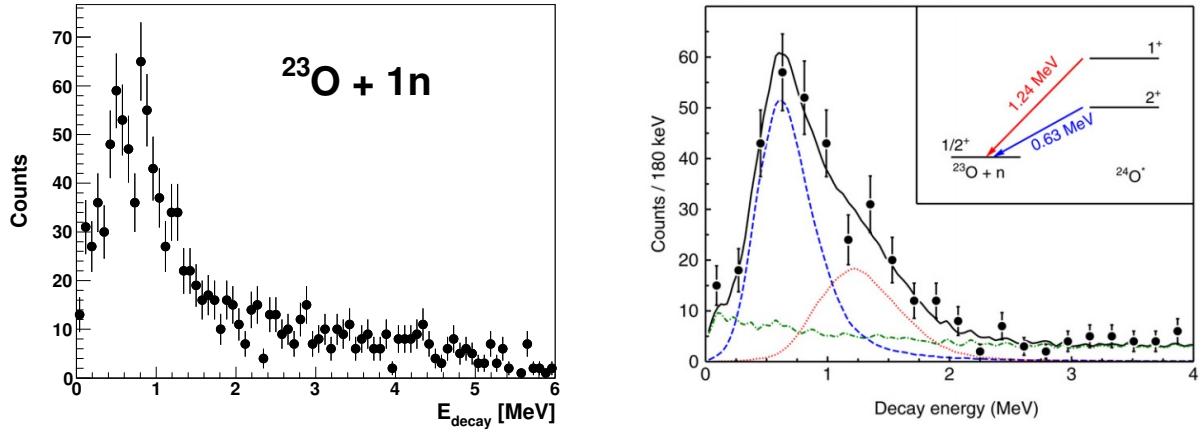 70
60
50
40
30
20
10
0
Counts
²³O + 1n
0 1 2 3 4 5 6
E_decay [MeV]
60
50
40
30
20
10
0
Counts / 180 keV
1⁺
1.24 MeV
2⁺
0.63 MeV
1/2⁺
²³O + n
²⁴O*
0 1 2 3 4
Decay energy (MeV)